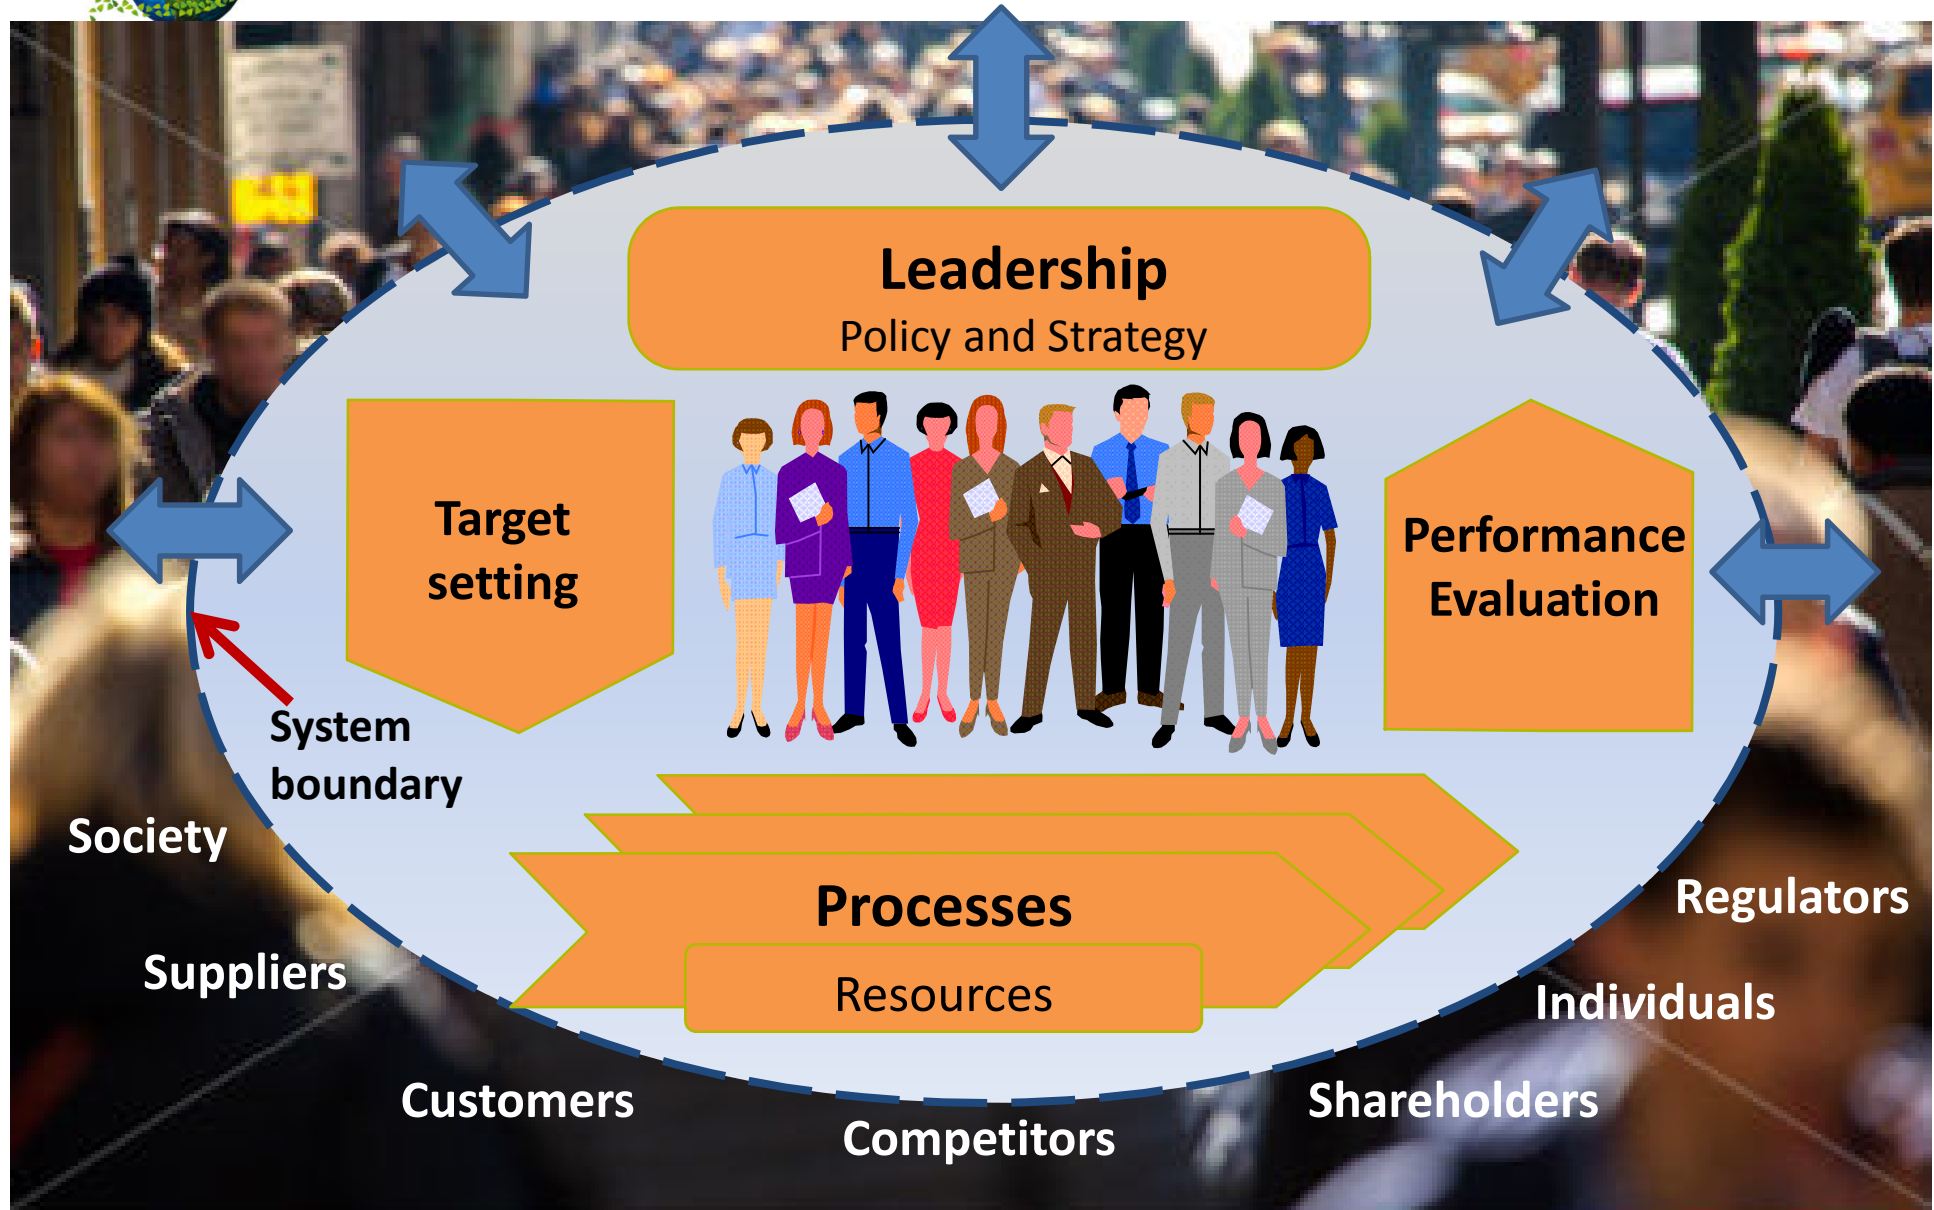 Leadership
Policy and Strategy
Target
setting
Performance
Evaluation
System
boundary
Society
Processes
Regulators
Suppliers
Resources
Individuals
Customers
Shareholders
Competitors